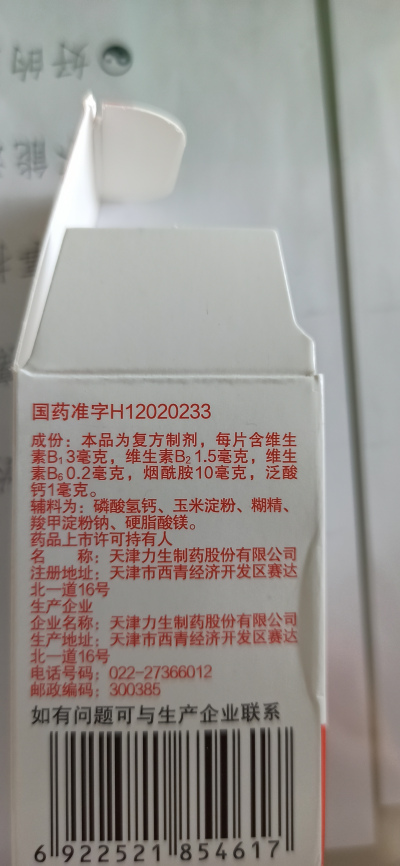 好的
能
国药准字H12020233
成份：本品为复方制剂，每片含维生
素B₁3毫克，维生素B₂ 1.5毫克，维生
素B₆0.2毫克，烟酰胺10毫克，泛酸
钙1毫克。
辅料为：磷酸氢钙、玉米淀粉、糊精、
羧甲淀粉钠、硬脂酸镁。
药品上市许可持有人
名　　称：天津力生制药股份有限公司
注册地址：天津市西青经济开发区赛达
北一道16号
生产企业
企业名称：天津力生制药股份有限公司
生产地址：天津市西青经济开发区赛达
北一道16号
电话号码：022-27366012
邮政编码：300385
如有问题可与生产企业联系
6 922521 854617